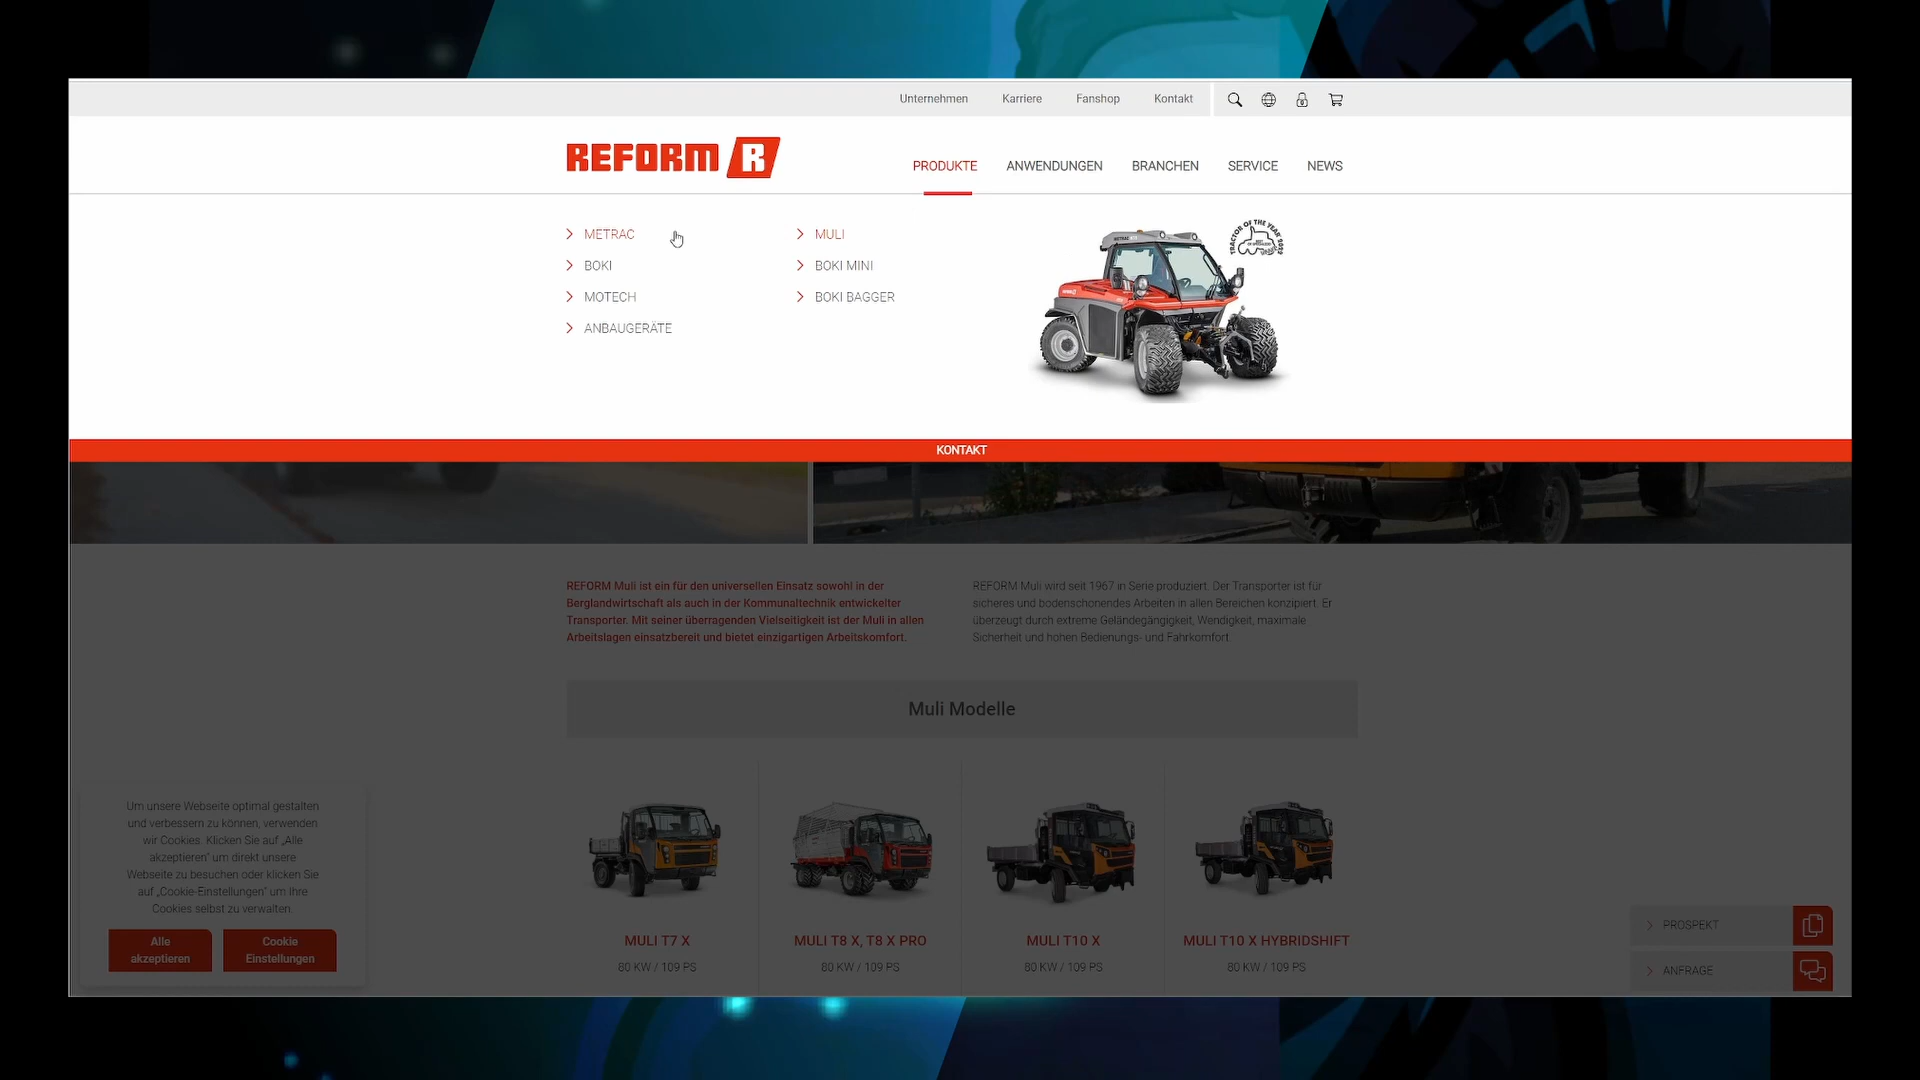 Unternehmen
Karriere
Fanshop
Kontakt
REFORM R
PRODUKTE
ANWENDUNGEN
BRANCHEN
SERVICE
NEWS
METRAC
MULI
BOKI
BOKI MINI
MOTECH
BOKI BAGGER
ANBAUGERÄTE
TRACTOR OF THE YEAR 2022
KONTAKT
REFORM Muli ist ein für den universellen Einsatz sowohl in der
Berglandwirtschaft als auch in der Kommunaltechnik entwickelter
Transporter. Mit seiner überragenden Vielseitigkeit ist der Muli in allen
Arbeitslagen einsatzbereit und bietet einzigartigen Arbeitskomfort.
REFORM Muli wird seit 1967 in Serie produziert. Der Transporter ist für
sicheres und bodenschonendes Arbeiten in allen Bereichen konzipiert. Er
überzeugt durch extreme Geländegängigkeit, Wendigkeit, maximale
Sicherheit und hohen Bedienungs- und Fahrkomfort.
Muli Modelle
MULI T7 X
80 KW / 109 PS
MULI T8 X, T8 X PRO
80 KW / 109 PS
MULI T10 X
80 KW / 109 PS
MULI T10 X HYBRIDSHIFT
80 KW / 109 PS
Um unsere Webseite optimal gestalten
und verbessern zu können, verwenden
wir Cookies. Klicken Sie auf „Alle
akzeptieren" um direkt unsere
Webseite zu besuchen oder klicken Sie
auf „Cookie-Einstellungen" um Ihre
Cookies selbst zu verwalten.
Alle
akzeptieren
Cookie
Einstellungen
PROSPEKT
ANFRAGE